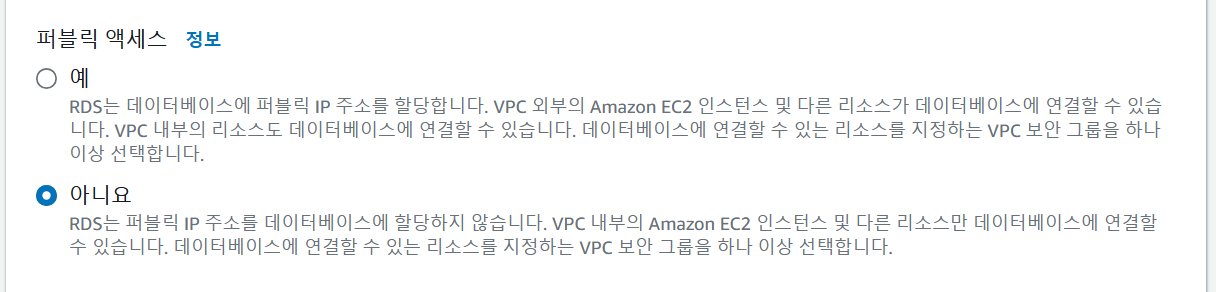 퍼블릭 액세스 정보
예
RDS는 데이터베이스에 퍼블릭 IP 주소를 할당합니다. VPC 외부의 Amazon EC2 인스턴스 및 다른 리소스가 데이터베이스에 연결할 수 있습
니다. VPC 내부의 리소스도 데이터베이스에 연결할 수 있습니다. 데이터베이스에 연결할 수 있는 리소스를 지정하는 VPC 보안 그룹을 하나
이상 선택합니다.
아니요
RDS는 퍼블릭 IP 주소를 데이터베이스에 할당하지 않습니다. VPC 내부의 Amazon EC2 인스턴스 및 다른 리소스만 데이터베이스에 연결할
수 있습니다. 데이터베이스에 연결할 수 있는 리소스를 지정하는 VPC 보안 그룹을 하나 이상 선택합니다.